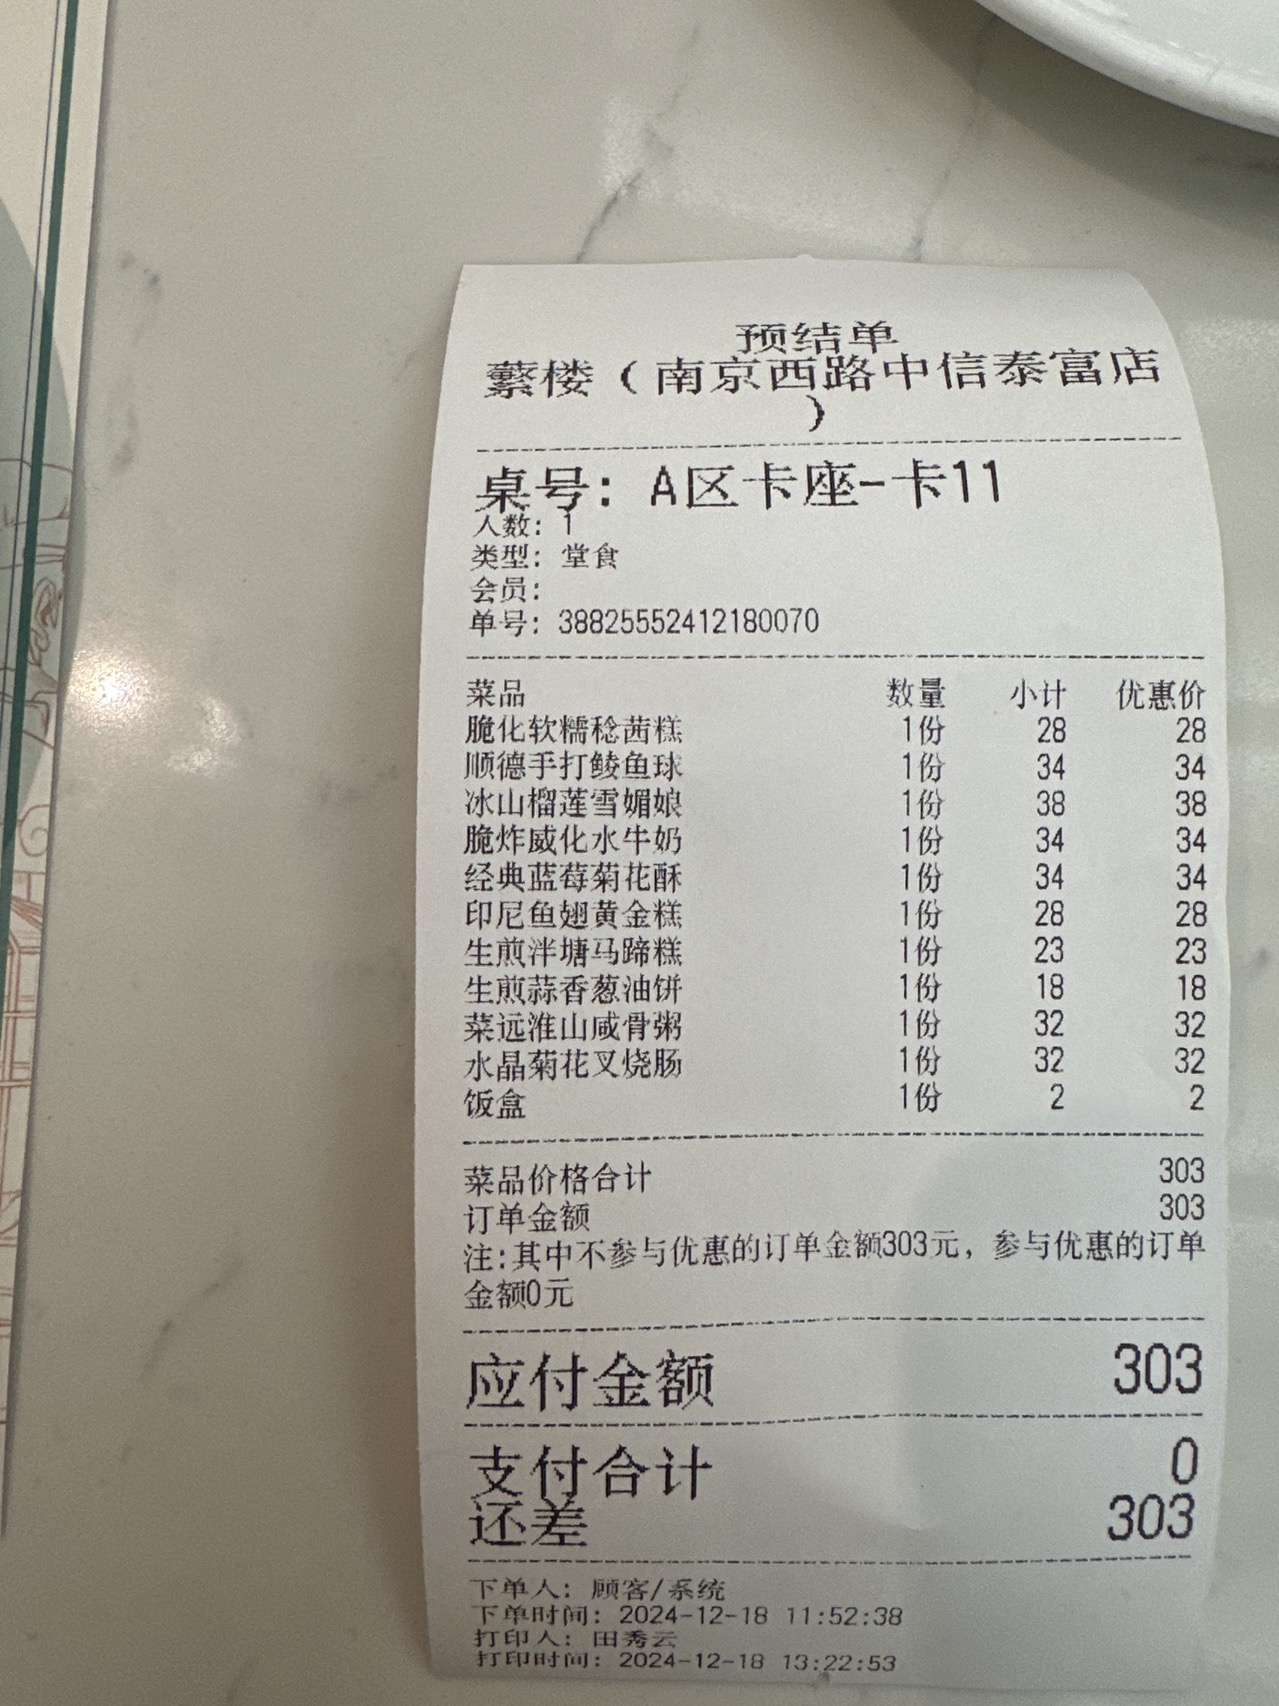 预结单
蘩楼（南京西路中信泰富店
）
桌号：A区卡座-卡11
人数：1
类型：堂食
会员：
单号：38825552412180070
菜品 数量 小计 优惠价
脆化软糯稔茜糕 1份 28 28
顺德手打鲮鱼球 1份 34 34
冰山榴莲雪媚娘 1份 38 38
脆炸威化水牛奶 1份 34 34
经典蓝莓菊花酥 1份 34 34
印尼鱼翅黄金糕 1份 28 28
生煎泮塘马蹄糕 1份 23 23
生煎蒜香葱油饼 1份 18 18
菜远淮山咸骨粥 1份 32 32
水晶菊花叉烧肠 1份 32 32
饭盒 1份 2 2
菜品价格合计 303
订单金额 303
注:其中不参与优惠的订单金额303元，参与优惠的订单
金额0元
应付金额 303
支付合计 0
还差 303
下单人：顾客/系统
下单时间：2024-12-18 11:52:38
打印人：田秀云
打印时间：2024-12-18 13:22:53